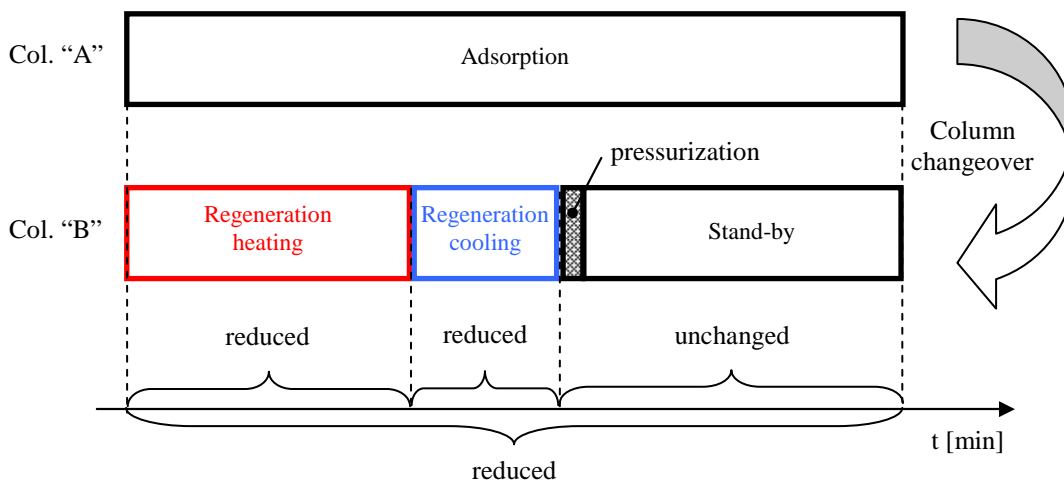 Col. “A”
Adsorption
Column
changeover
pressurization
Col. “B”
Regeneration
heating
Regeneration
cooling
Stand-by
reduced
reduced
unchanged
t [min]
reduced